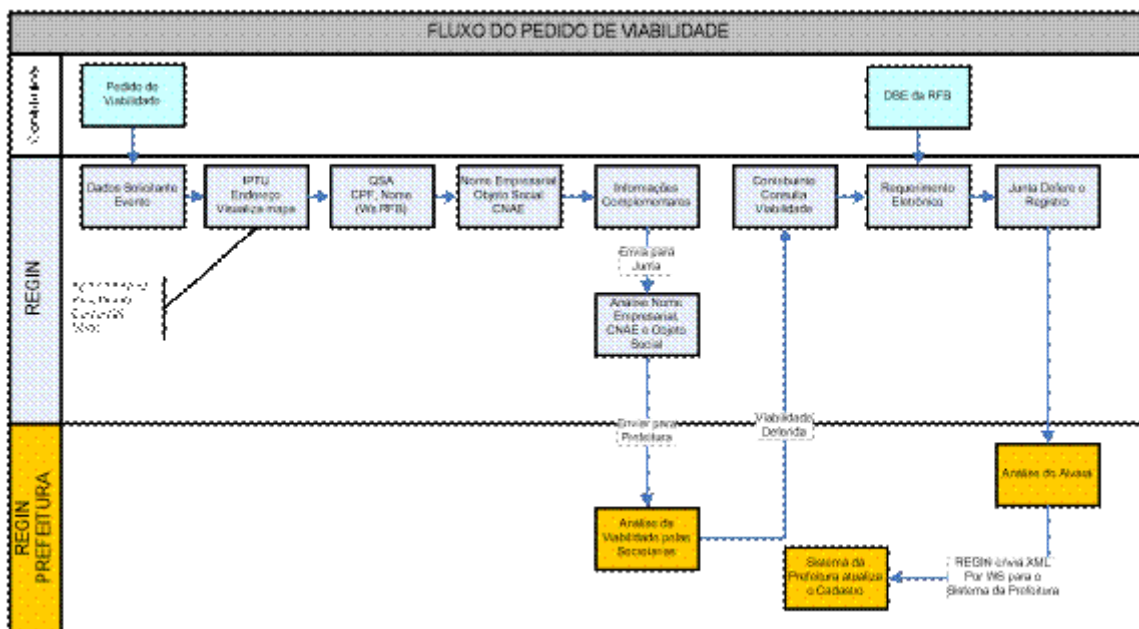 FLUXO DO PEDIDO DE VIABILIDADE
Pedido de
Viabilidade
DBE da RFB
REGIN
Dados Solicitante
Evento
IPTU
Endereço
Visualiza mapa
QSA
CPF, Nome
(Ws RFB)
Nome Empresarial
Objeto Social
CNAE
Informações
Complementares
Contribuinte
Consulta
Viabilidade
Requerimento
Eletrônico
Junta Defere o
Registro
Envia para
Junta
Análise Nome
Empresarial,
CNAE e Objeto
Social
Enviar para
Prefeitura
Viabilidade
Deferida
REGIN
PREFEITURA
Análise da
Viabilidade pelas
Secretarias
Análise do Alvará
REGIN envia XML
Por WS para o
Sistema da Prefeitura
Sistema da
Prefeitura atualiza
o Cadastro